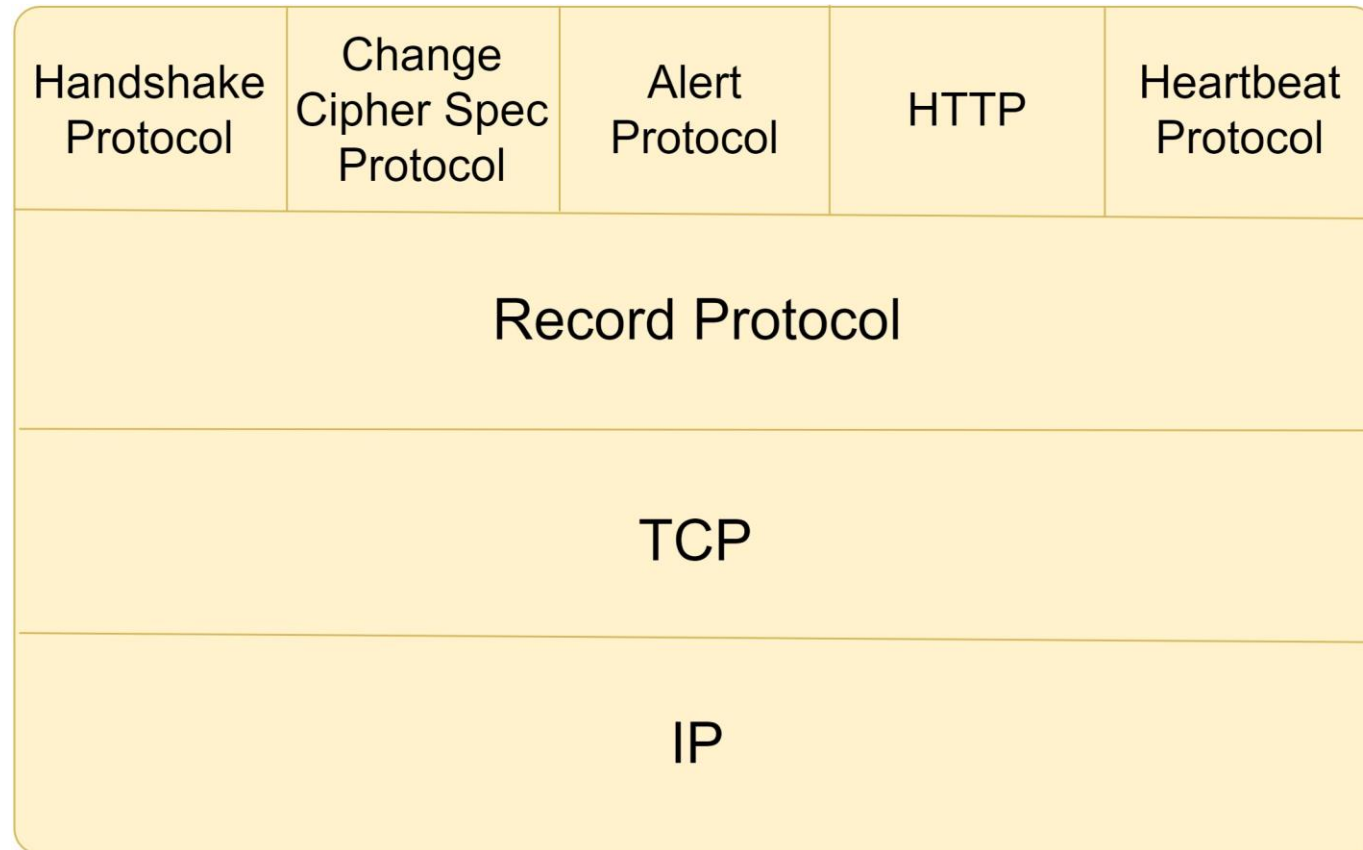 Handshake
Protocol
Change
Cipher Spec
Protocol
Alert
Protocol
HTTP
Heartbeat
Protocol
Record Protocol
TCP
IP